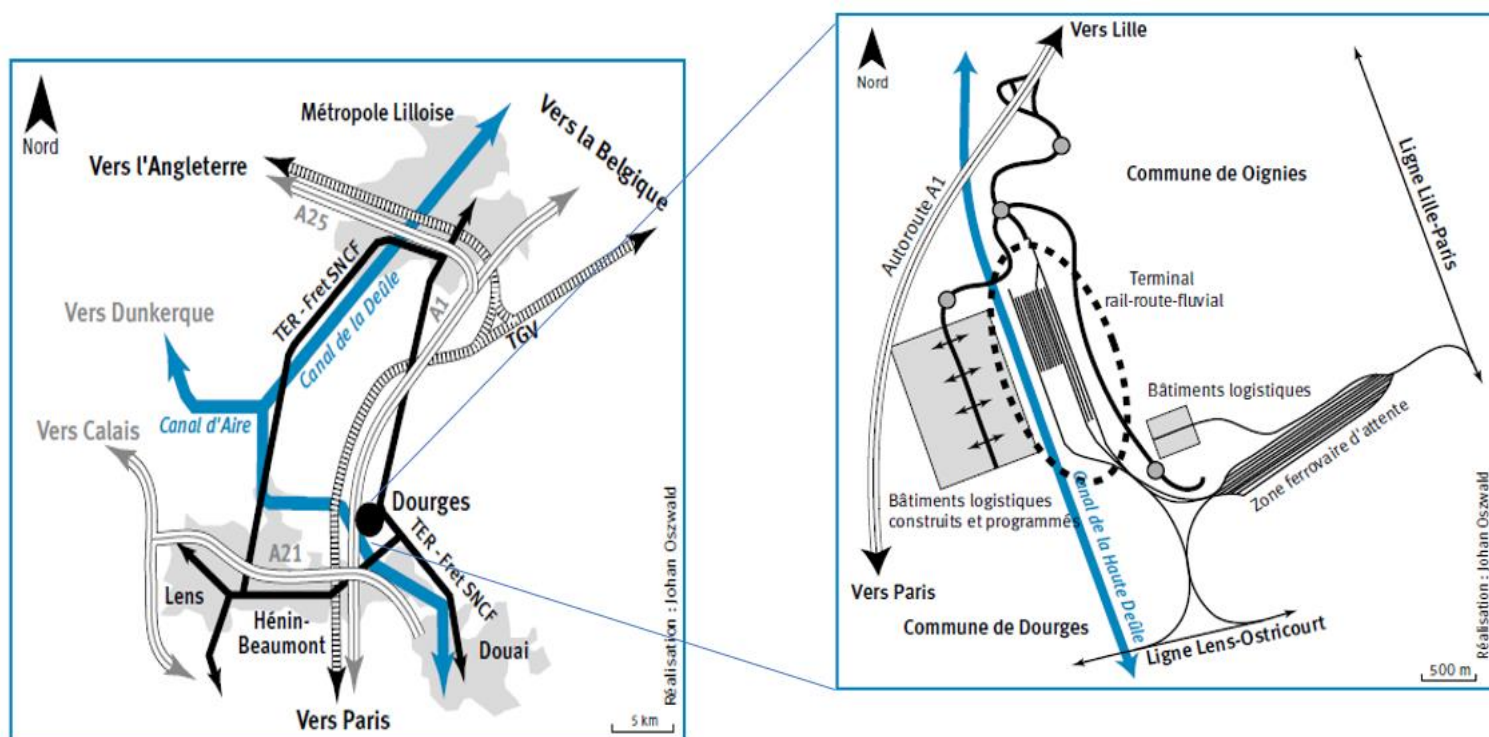 Nord
Métropole Lilloise
Vers l'Angleterre
Vers la Belgique
A25
TER - Fret SNCF
Canal de la Deûle
A1
TGV
Vers Dunkerque
Canal d'Aire
Vers Calais
Dourges
A21
TER - Fret SNCF
Lens
Hénin-
Beaumont
Douai
Vers Paris
5 km
Réalisation : Johan Oszwald
Vers Lille
Nord
Autoroute A1
Commune de Oignies
Ligne Lille-Paris
Terminal
rail-route-fluvial
Bâtiments logistiques
Zone ferrovaire d'attente
Bâtiments logistiques
construits et programmés
Canal de la Haute Deûle
Vers Paris
Commune de Dourges
Ligne Lens-Ostricourt
500 m
Réalisation : Johan Oszwald